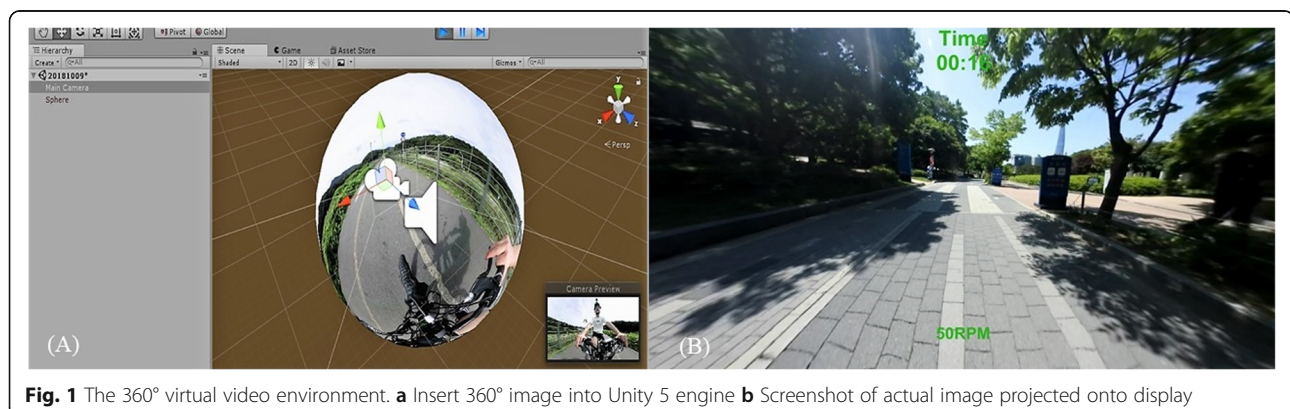 Pivot Global
Hierarchy
Create QAll
20181009*
Main Camera
Sphere
Scene Game Asset Store
Shaded 2D Gizmos QAll
y
x z
Persp
Camera Preview
(A)
Time
50RPM
(B)
Fig. 1 The 360° virtual video environment. a Insert 360° image into Unity 5 engine b Screenshot of actual image projected onto display